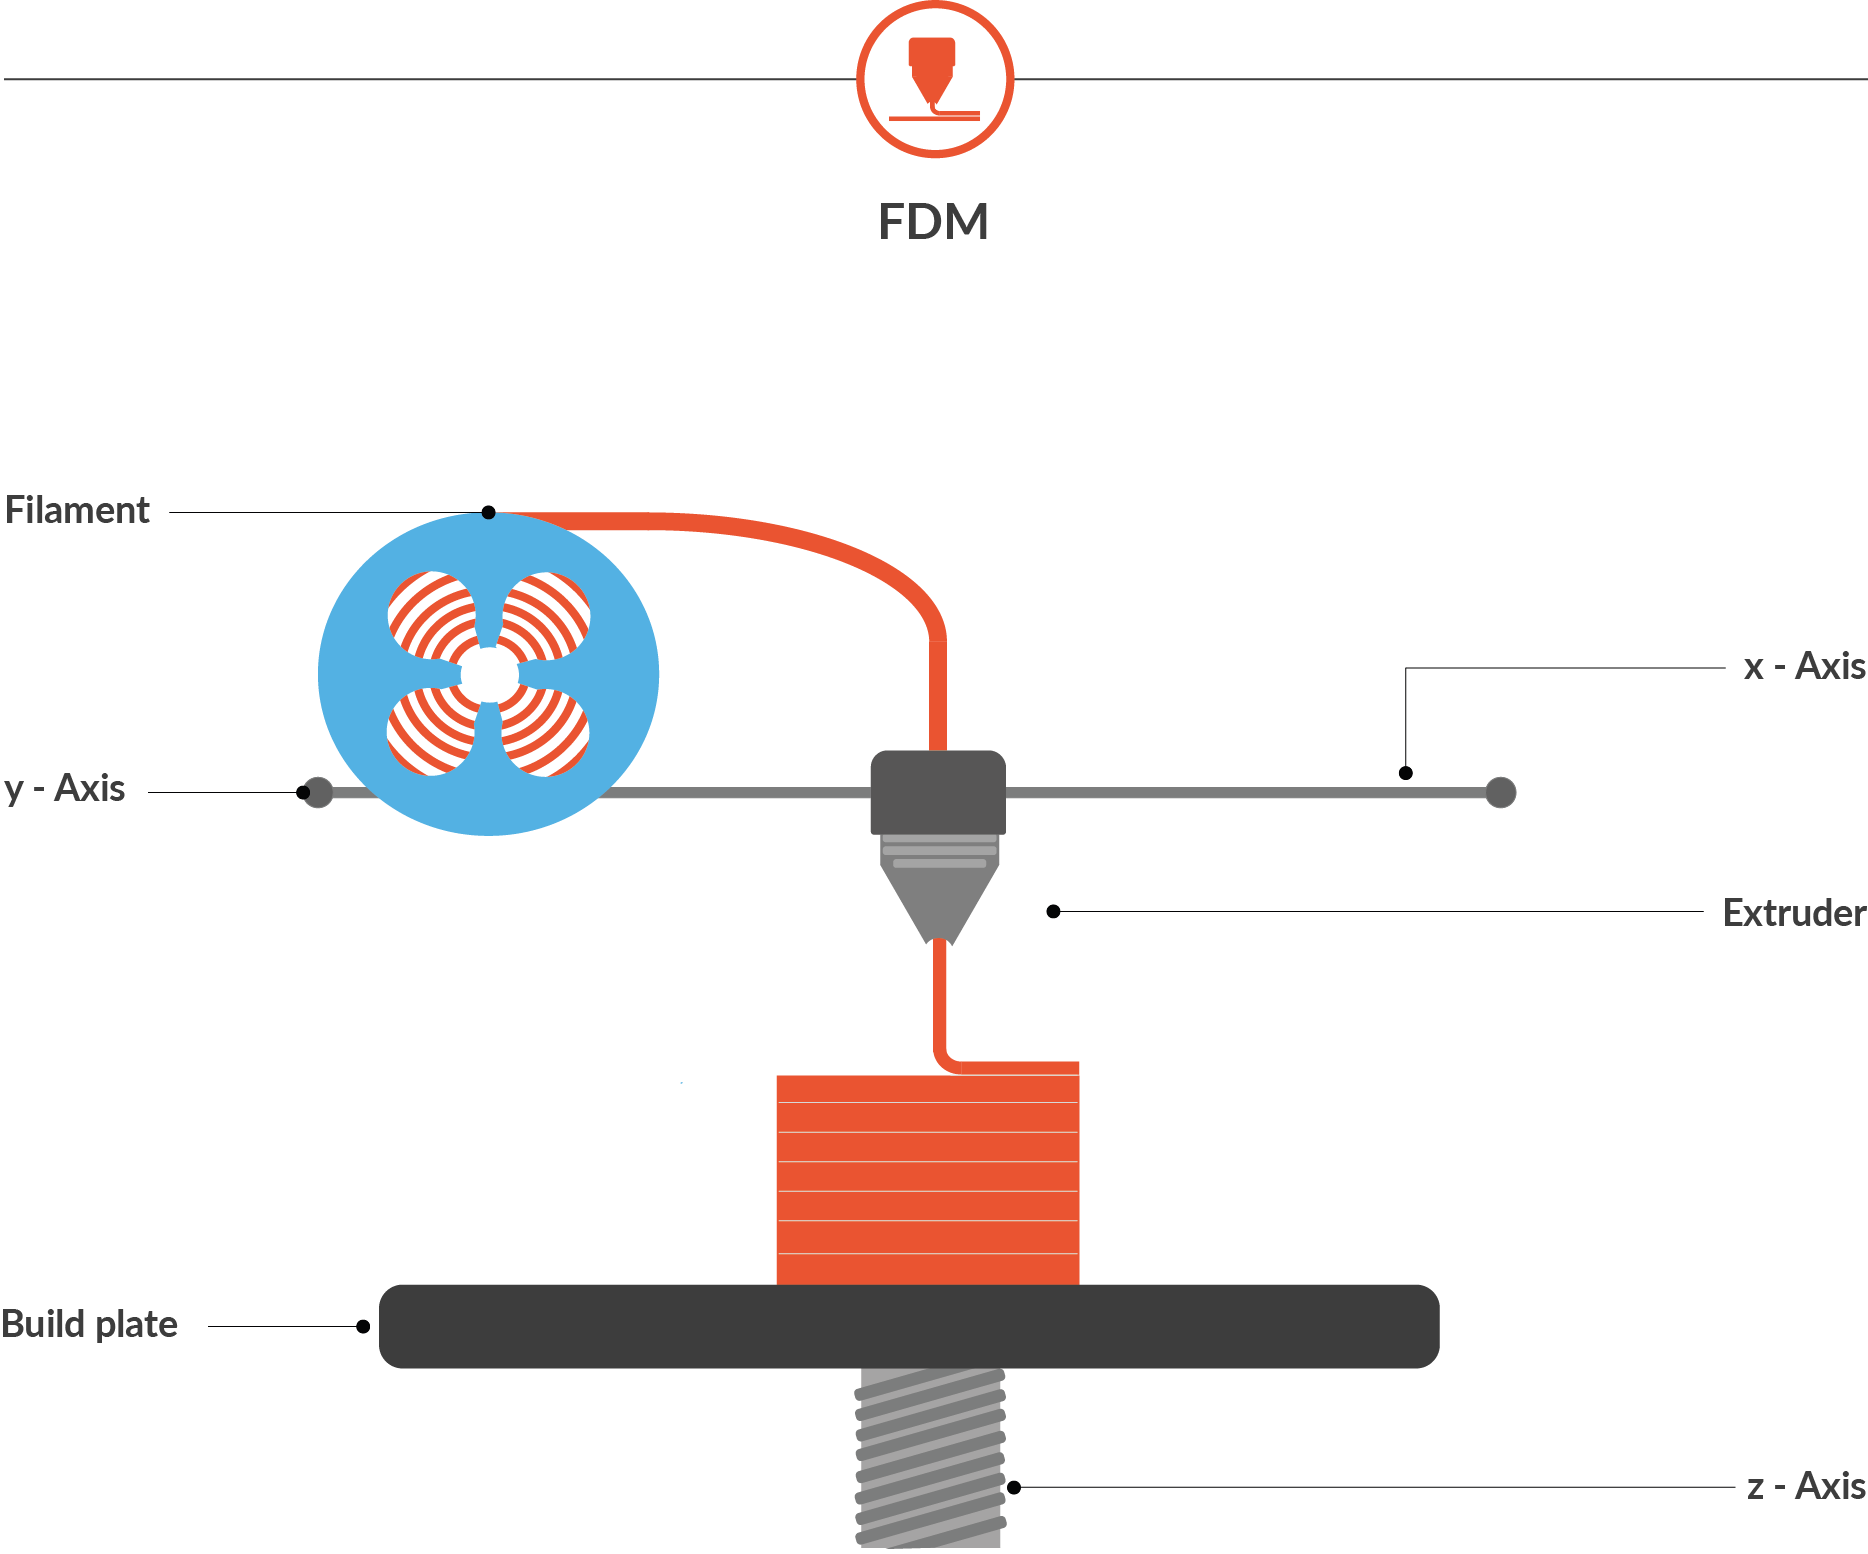 FDM
Filament
x - Axis
y - Axis
Extruder
Build plate
z - Axis